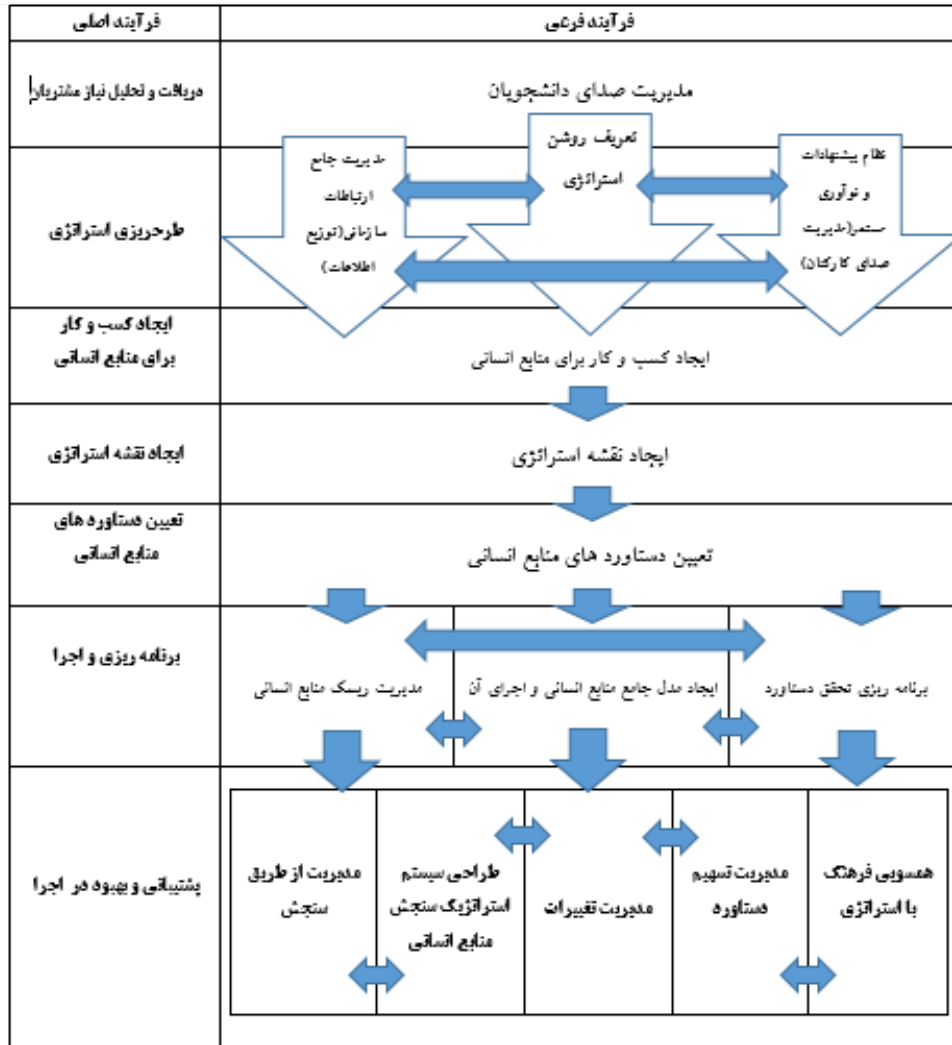 فرآیند اصلی
فرآیند فرعی
دریافت و تحلیل نیاز مشتریان
مدیریت صدای دانشجویان
طرحریزی استراتژی
مدیریت جامع
ارتباطات
سازمانی(توزیع
اطلاعات)
تعریف روشن
استراتژی
نظام پیشنهادات
و نوآوری
مستمر(مدیریت
صدای کارکنان)
ایجاد کسب و کار
برای منابع انسانی
ایجاد کسب و کار برای منابع انسانی
ایجاد نقشه استراتژی
ایجاد نقشه استراتژی
تعیین دستاورد های
منابع انسانی
تعیین دستاورد های منابع انسانی
برنامه ریزی و اجرا
مدیریت ریسک منابع انسانی
ایجاد مدل جامع منابع انسانی و اجرای آن
برنامه ریزی تحقق دستاورد
پشتیبانی و بهبود در اجرا
مدیریت از طریق
سنجش
طراحی سیستم
استراتژیک سنجش
منابع انسانی
مدیریت تغییرات
مدیریت تسهیم
دستاورد
همسویی فرهنگ
با استراتژی